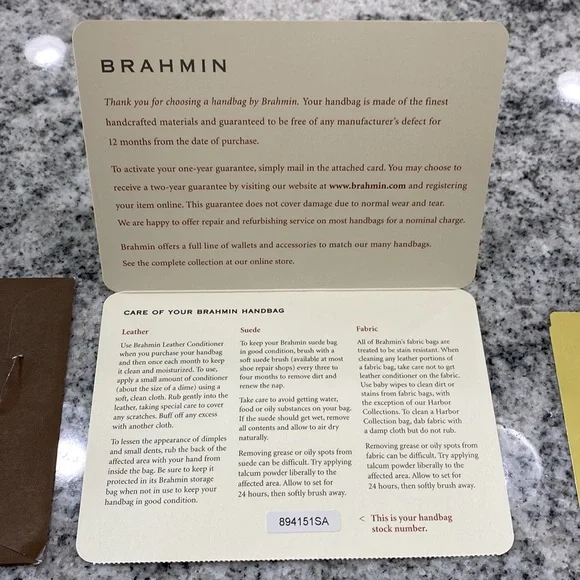 BRAHMIN
Thank you for choosing a handbag by Brahmin. Your handbag is made of the finest
handcrafted materials and guaranteed to be free of any manufacturer's defect for
12 months from the date of purchase.
To activate your one-year guarantee, simply mail in the attached card. You may choose to
receive a two-year guarantee by visiting our website at www.brahmin.com and registering
your item online. This guarantee does not cover damage due to normal wear and tear.
We are happy to offer repair and refurbishing service on most handbags for a nominal charge.
Brahmin offers a full line of wallets and accessories to match our many handbags.
See the complete collection at our online store.
CARE OF YOUR BRAHMIN HANDBAG
Leather
Use Brahmin Leather Conditioner
when you purchase your handbag
and then once each month to keep
it clean and moisturized. To use,
apply a small amount of conditioner
(about the size of a dime) using a
soft, clean cloth. Rub gently into the
leather, taking special care to cover
any scratches. Buff off any excess
with another cloth.
To lessen the appearance of dimples
and small dents, rub the back of the
affected area with your hand from
inside the bag. Be sure to keep it
protected in its Brahmin storage
bag when not in use to keep your
handbag in good condition.
Suede
To keep your Brahmin suede bag
in good condition, brush with a
soft suede brush (available at most
shoe repair shops) every three to
four months to remove dirt and
renew the nap.
Take care to avoid getting water,
food or oily substances on your bag.
If the suede should get wet, remove
all contents and allow to air dry
naturally.
Removing grease or oily spots from
suede can be difficult. Try applying
talcum powder liberally to the
affected area. Allow to set for
24 hours, then softly brush away.
Fabric
All of Brahmin's fabric bags are
treated to be stain resistant. When
cleaning any leather portions of
a fabric bag, take care not to get
leather conditioner on the fabric.
Use baby wipes to clean dirt or
stains from fabric bags, with
the exception of our Harbor
Collections. To clean a Harbor
Collection bag, dab fabric with
a damp cloth but do not rub.
Removing grease or oily spots from
fabric can be difficult. Try applying
talcum powder liberally to the
affected area. Allow to set for
24 hours, then softly brush away.
894151SA
< This is your handbag
stock number.